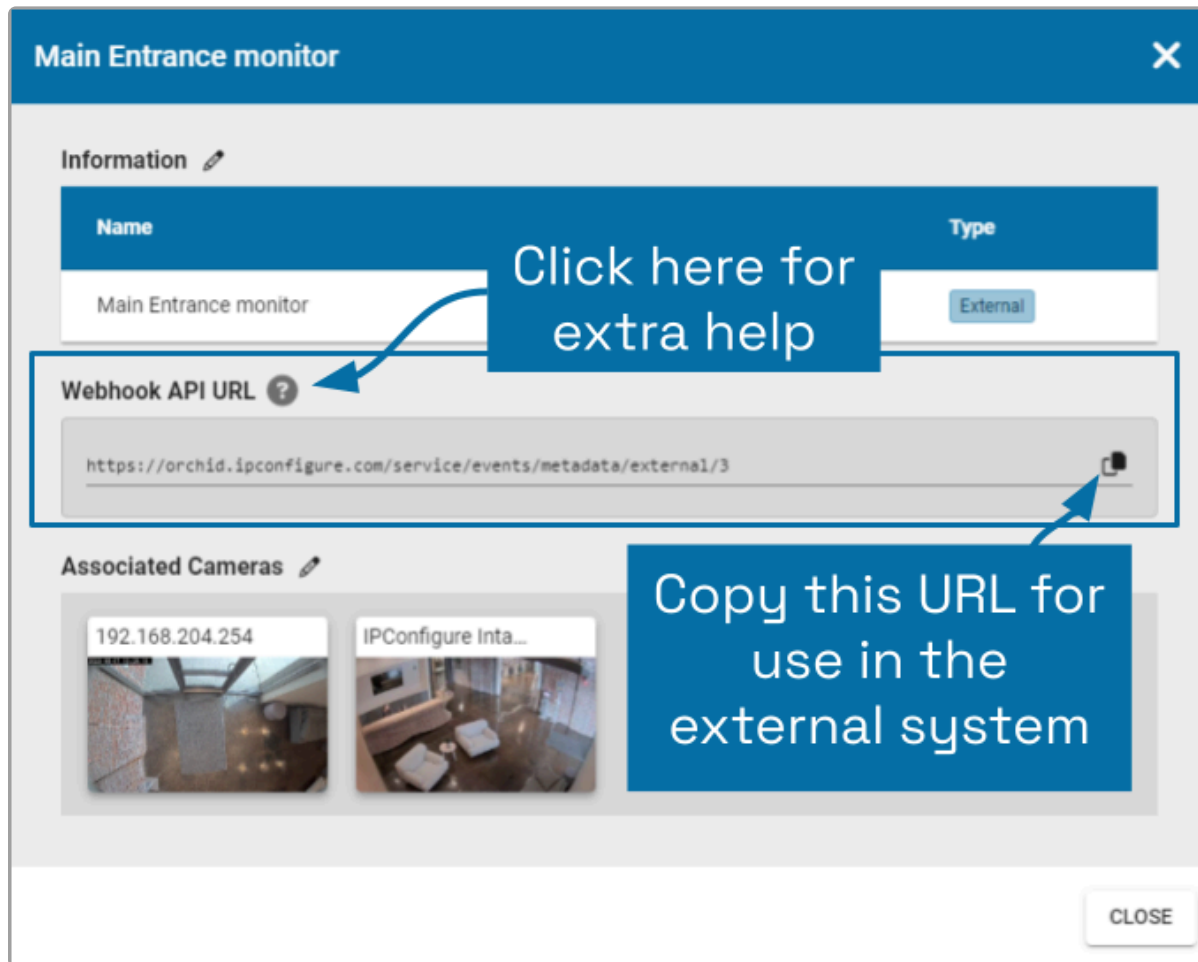 Main Entrance monitor
Information
Name
Type
Click here for
extra help
Main Entrance monitor
External
Webhook API URL ?
https://orchid.ipconfigure.com/service/events/metadata/external/3
Associated Cameras
Copy this URL for
use in the
external system
192.168.204.254
IPConfigure Inta...
CLOSE